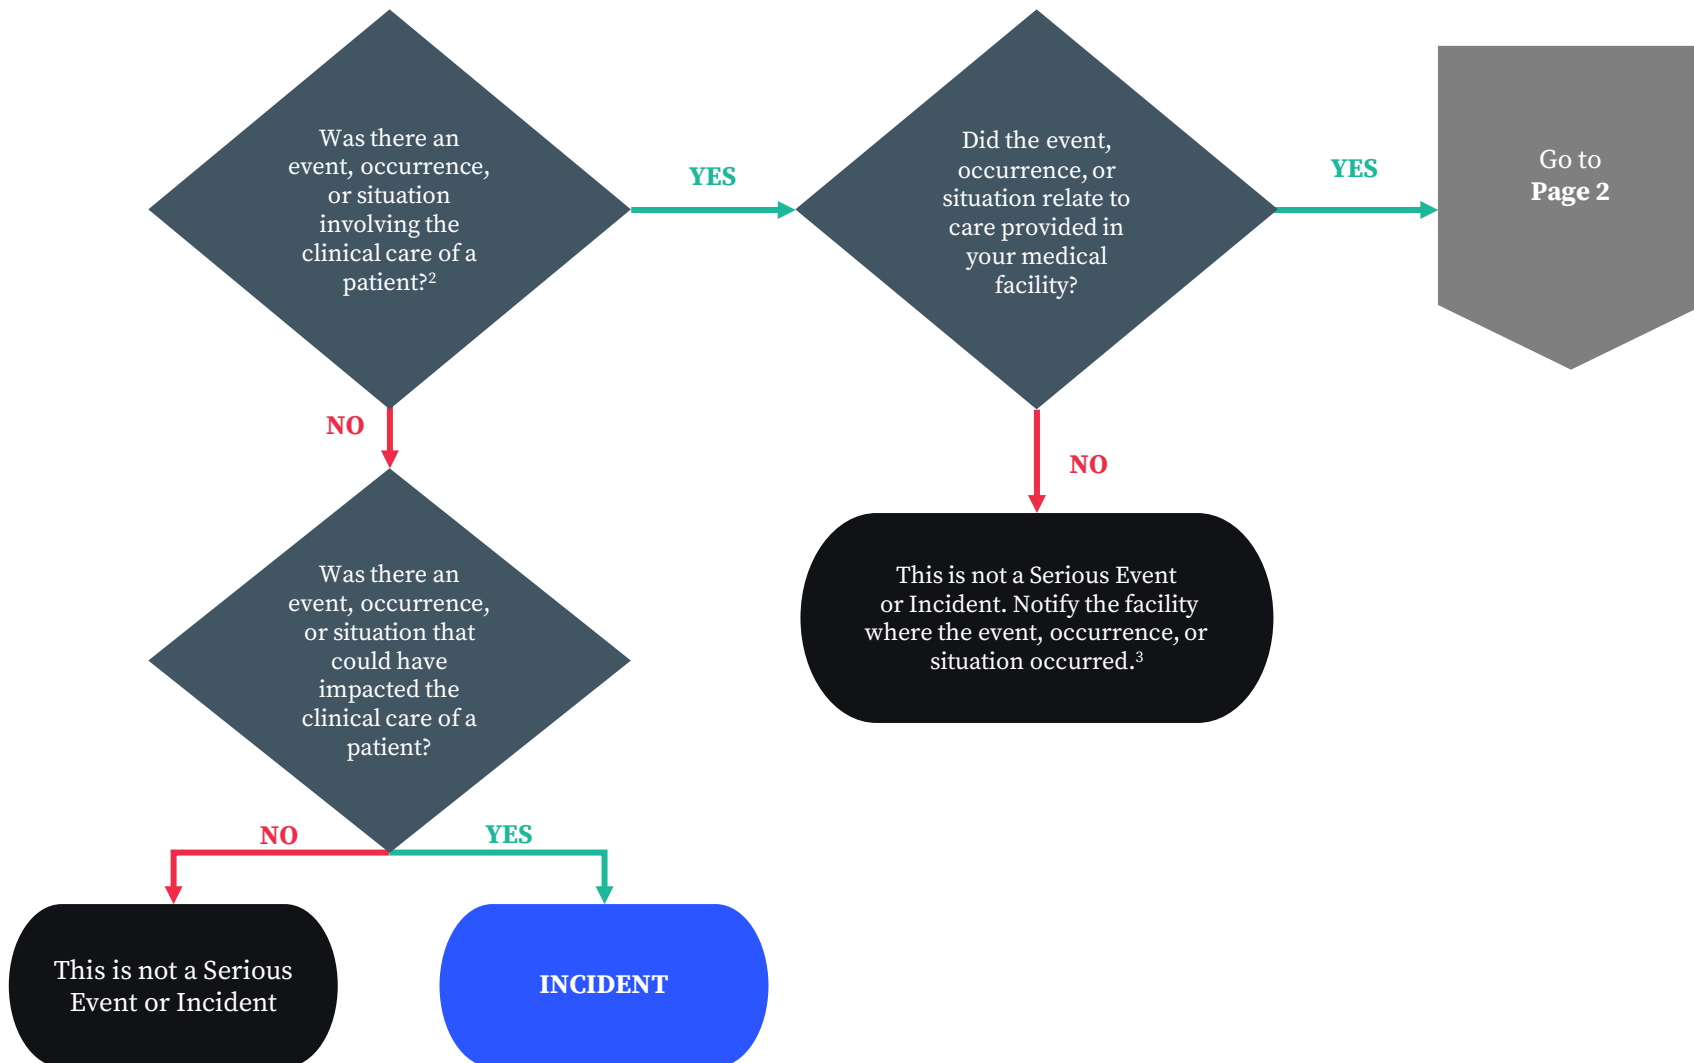 Was there an
event, occurrence,
or situation
involving the
clinical care of a
patient?²
YES
Did the event,
occurrence, or
situation relate to
care provided in
your medical
facility?
YES
Go to
Page 2
NO
NO
Was there an
event, occurrence,
or situation that
could have
impacted the
clinical care of a
patient?
This is not a Serious Event
or Incident. Notify the facility
where the event, occurrence, or
situation occurred.³
NO
YES
This is not a Serious
Event or Incident
INCIDENT